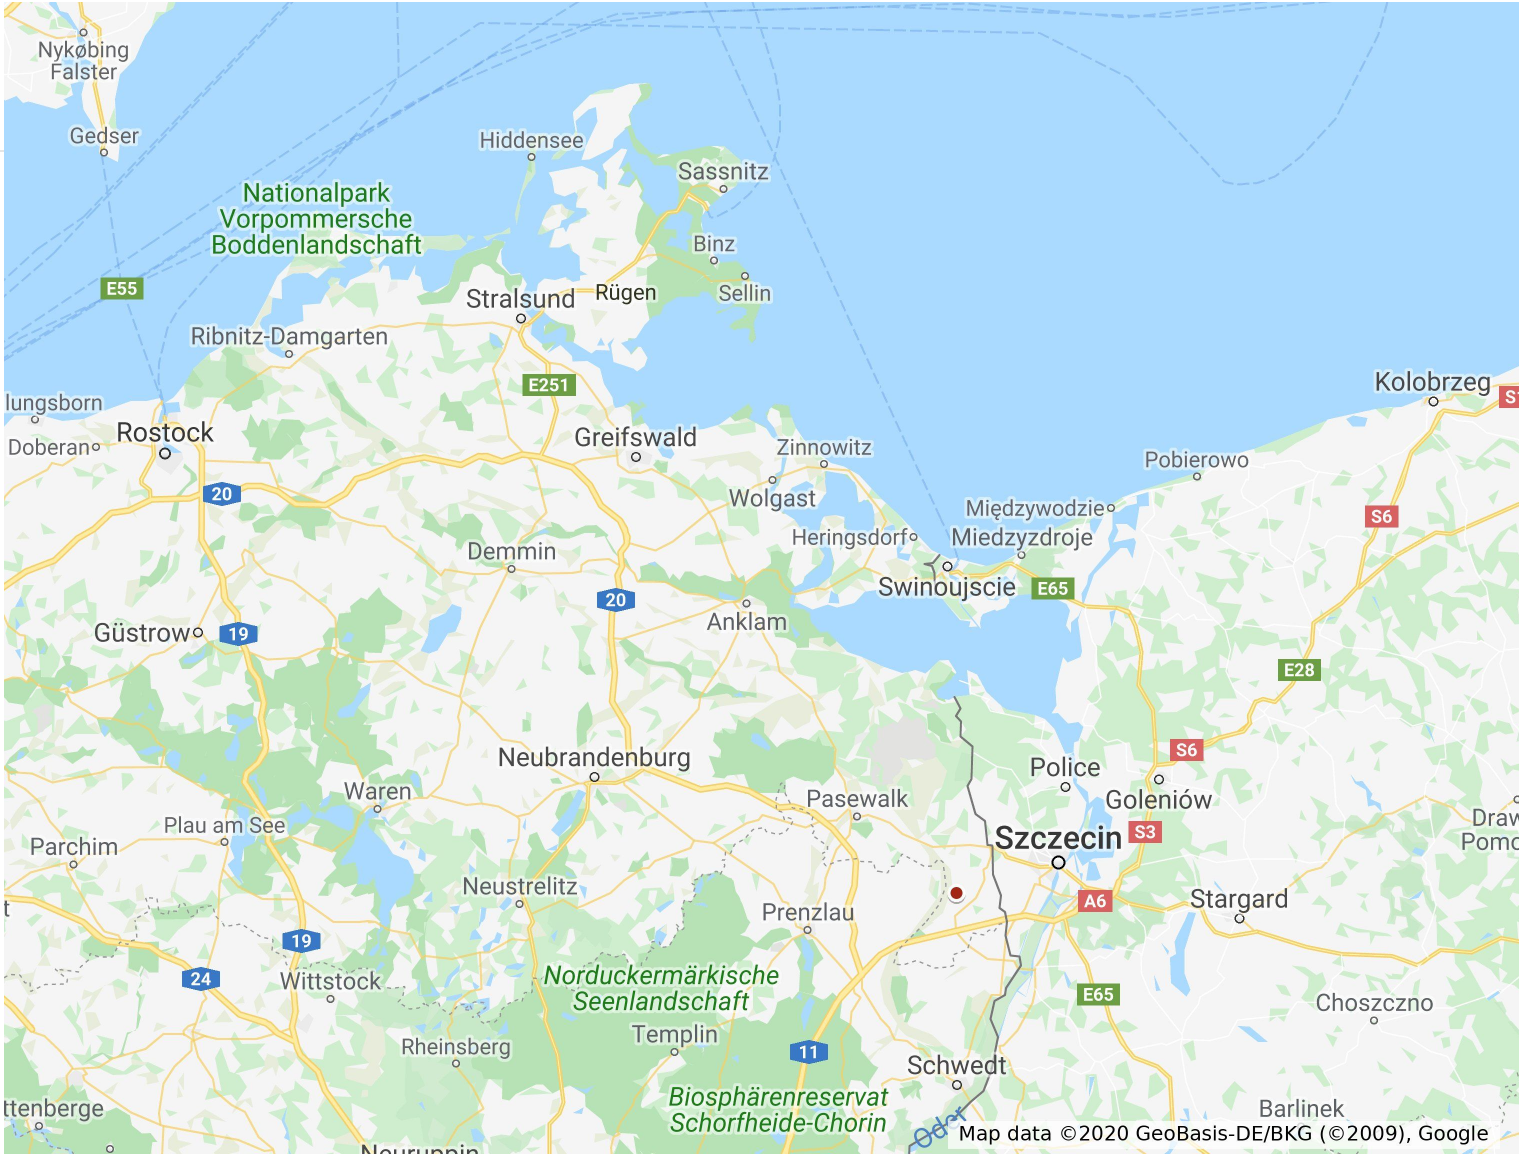 Nykøbing
Falster
Gedser
Hiddensee
Sassnitz
Nationalpark
Vorpommersche
Boddenlandschaft
Binz
E55
Sellin
Rügen
Stralsund
Ribnitz-Damgarten
E251
Kolobrzeg
S1
lungsborn
Rostock
Doberan
Greifswald
Zinnowitz
Pobierowo
20
Wolgast
Międzywodzie
S6
Heringsdorf
Miedzyzdroje
Demmin
Swinoujscie
E65
20
Anklam
Güstrow
19
E28
Neubrandenburg
S6
Police
Waren
Pasewalk
Goleniów
Plau am See
Szczecin
S3
Draw
Pomo
Parchim
Neustrelitz
A6
Stargard
t
Prenzlau
19
24
Wittstock
Norduckermärkische
Seenlandschaft
E65
Choszczno
Templin
Rheinsberg
11
Schwedt
Biosphärenreservat
Schorfheide-Chorin
ttenberge
Barlinek
Oder
Neuruppin
Map data ©2020 GeoBasis-DE/BKG (©2009), Google